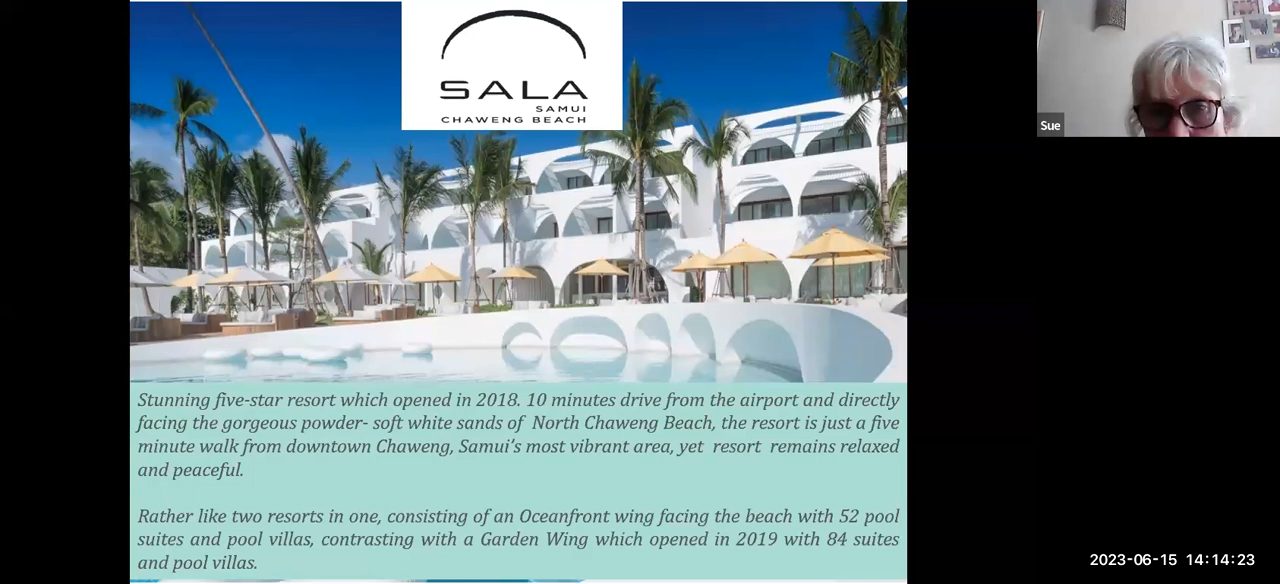 SALA
SAMUI
CHAWENG BEACH
Sue
Stunning five-star resort which opened in 2018. 10 minutes drive from the airport and directly
facing the gorgeous powder- soft white sands of North Chaweng Beach, the resort is just a five
minute walk from downtown Chaweng, Samui's most vibrant area, yet resort remains relaxed
and peaceful.
Rather like two resorts in one, consisting of an Oceanfront wing facing the beach with 52 pool
suites and pool villas, contrasting with a Garden Wing which opened in 2019 with 84 suites
and pool villas.
2023-06-15 14:14:23